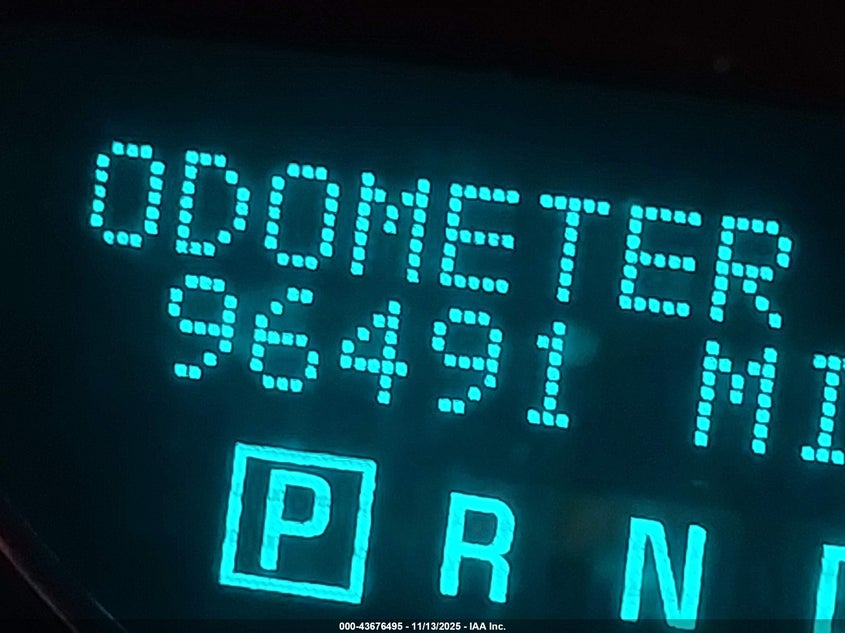 ODOMETER
96491 MI
P R N
000-43676495 - 11/13/2025 - IAA Inc.